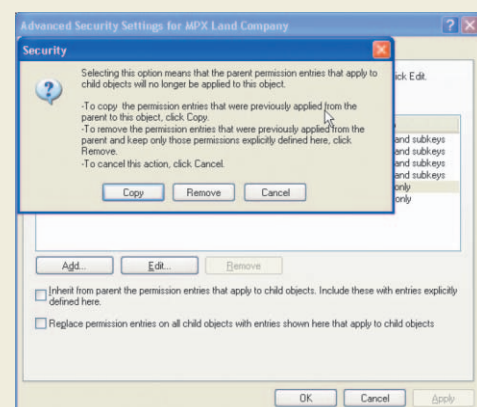 Advanced Security Settings for MPX Land Company
Security
Selecting this option means that the parent permission entries that apply to
child objects will no longer be applied to this object.
-To copy the permission entries that were previously applied from the
parent to this object, click Copy.
-To remove the permission entries that were previously applied from the
parent and keep only those permissions explicitly defined here, click
Remove.
-To cancel this action, click Cancel.
Copy Remove Cancel
ick Edit.
and subkeys
and subkeys
and subkeys
and subkeys
only
only
Add... Edit... Remove
Inherit from parent the permission entries that apply to child objects. Include these with entries explicitly
defined here.
Replace permission entries on all child objects with entries shown here that apply to child objects
OK Cancel Apply